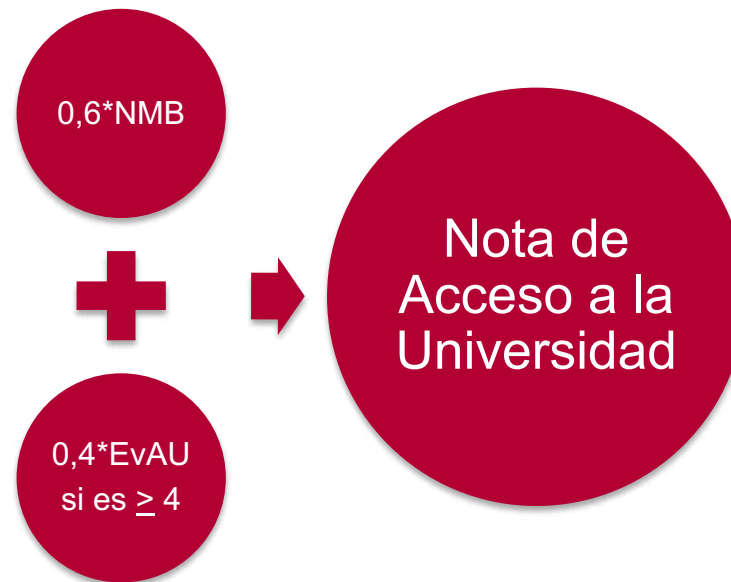 0,6*NMB
0,4*EvAU
si es ≥ 4
Nota de
Acceso a la
Universidad